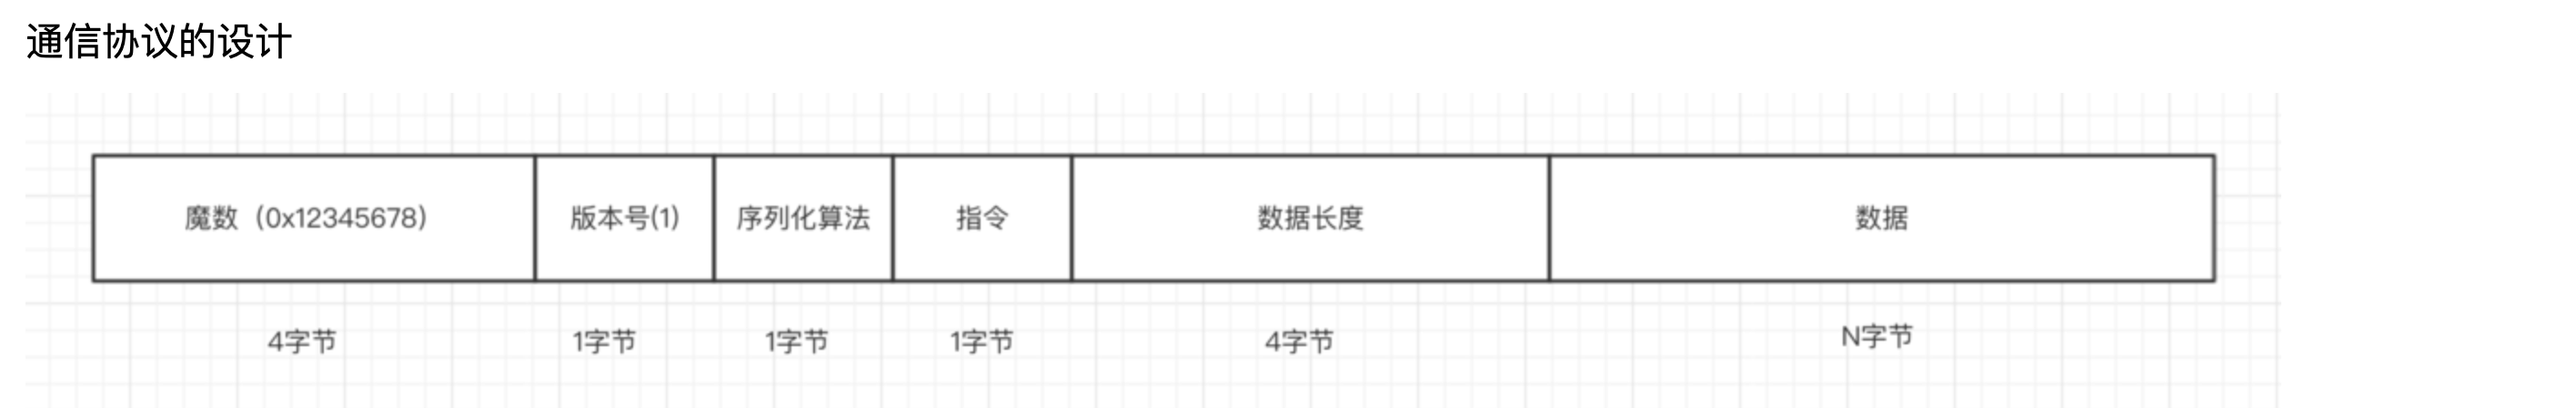 通信协议的设计
魔数（0x12345678） 版本号(1) 序列化算法 指令 数据长度 数据
4字节 1字节 1字节 1字节 4字节 N字节